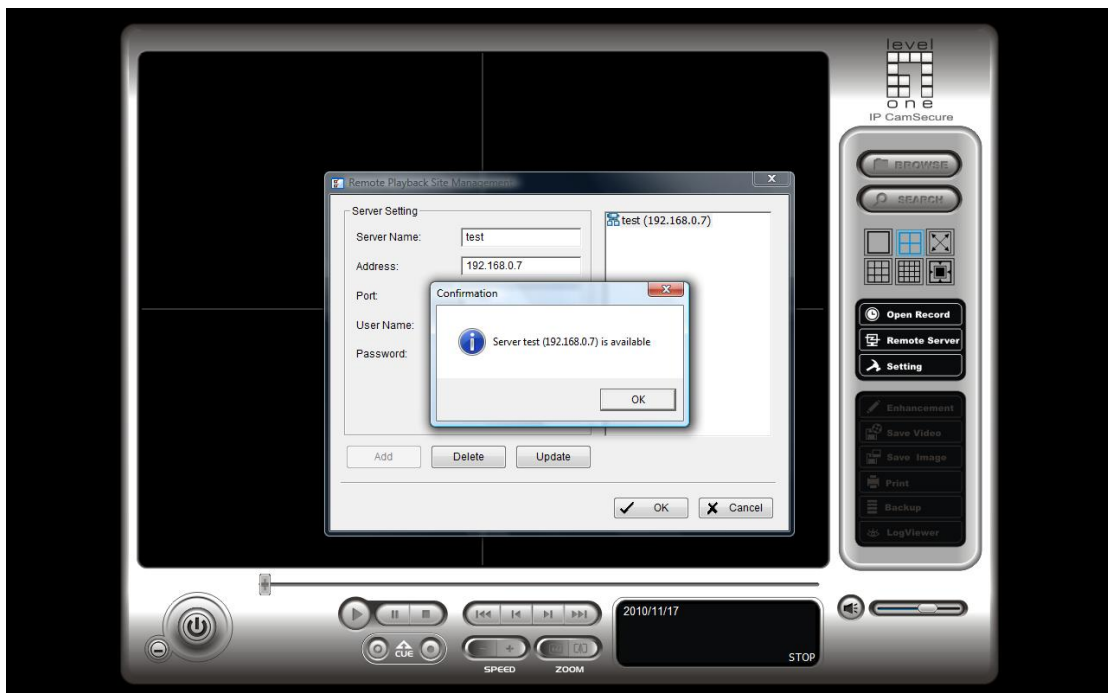 level
one
IP CamSecure
BROWSE
SEARCH
Remote Playback Site Management
X
Server Setting
Server Name:
test
test (192.168.0.7)
Address:
192.168.0.7
Port:
User Name:
Password:
Confirmation
Server test (192.168.0.7) is available
OK
Add
Delete
Update
OK
Cancel
Open Record
Remote Server
Setting
Enhancement
Save Video
Save Image
Print
Backup
LogViewer
CUE
SPEED
ZOOM
2010/11/17
STOP